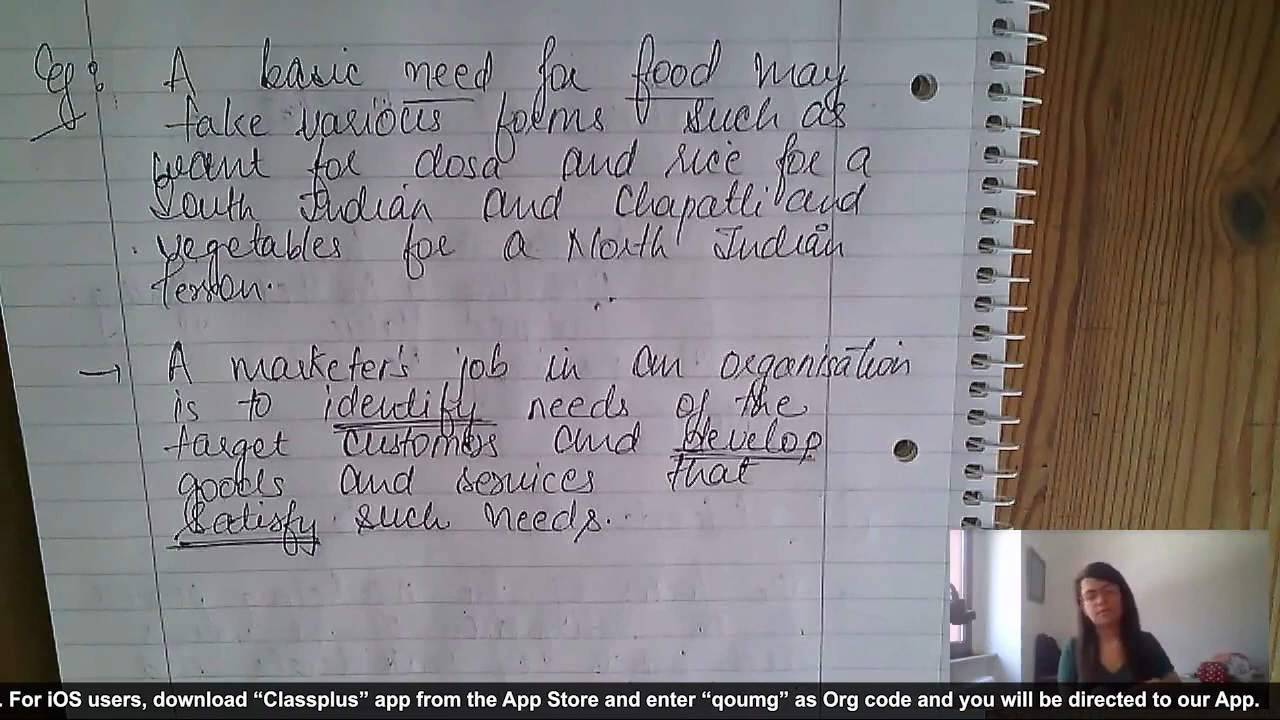 Eg: A basic need for food may
take various forms such as
want for dosa and rice for a
South Indian and Chapatti and
vegetables for a North Indian
Person.
→ A marketer's job in an organisation
is to identify needs of the
target customers and develop
goods and services that
satisfy such needs.
. For iOS users, download “Classplus” app from the App Store and enter “qoumg” as Org code and you will be directed to our App.